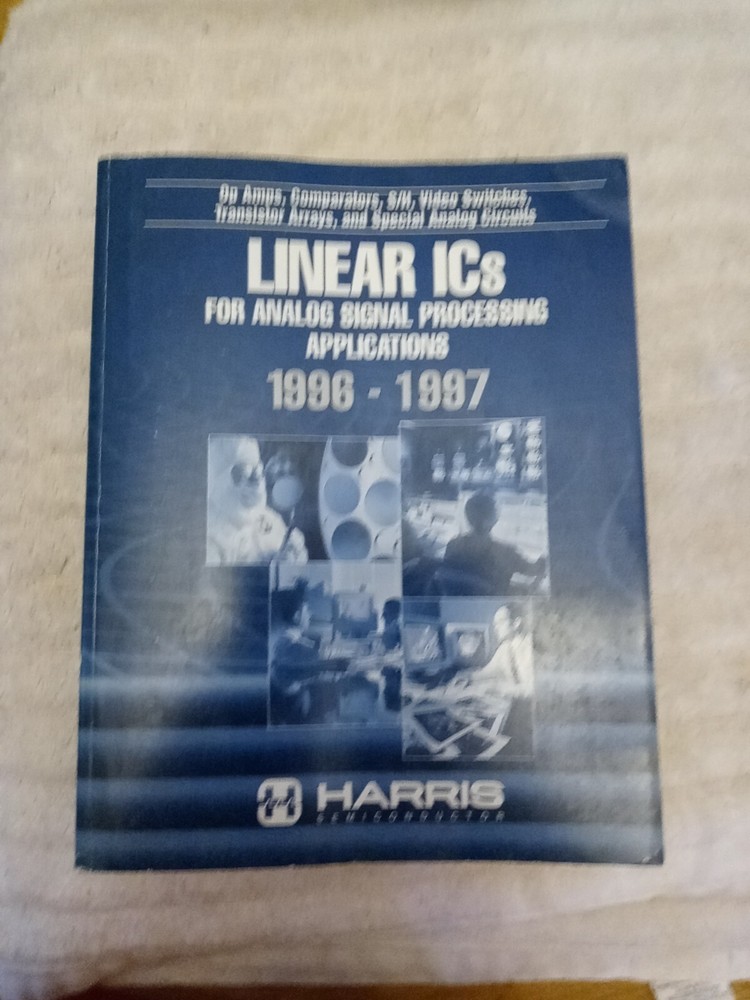 Op Amps, Comparators, S/H, Video Switches,
Transistor Arrays, and Special Analog Circuits
LINEAR ICs
FOR ANALOG SIGNAL PROCESSING
APPLICATIONS
1996 - 1997
HARRIS
SEMICONDUCTOR